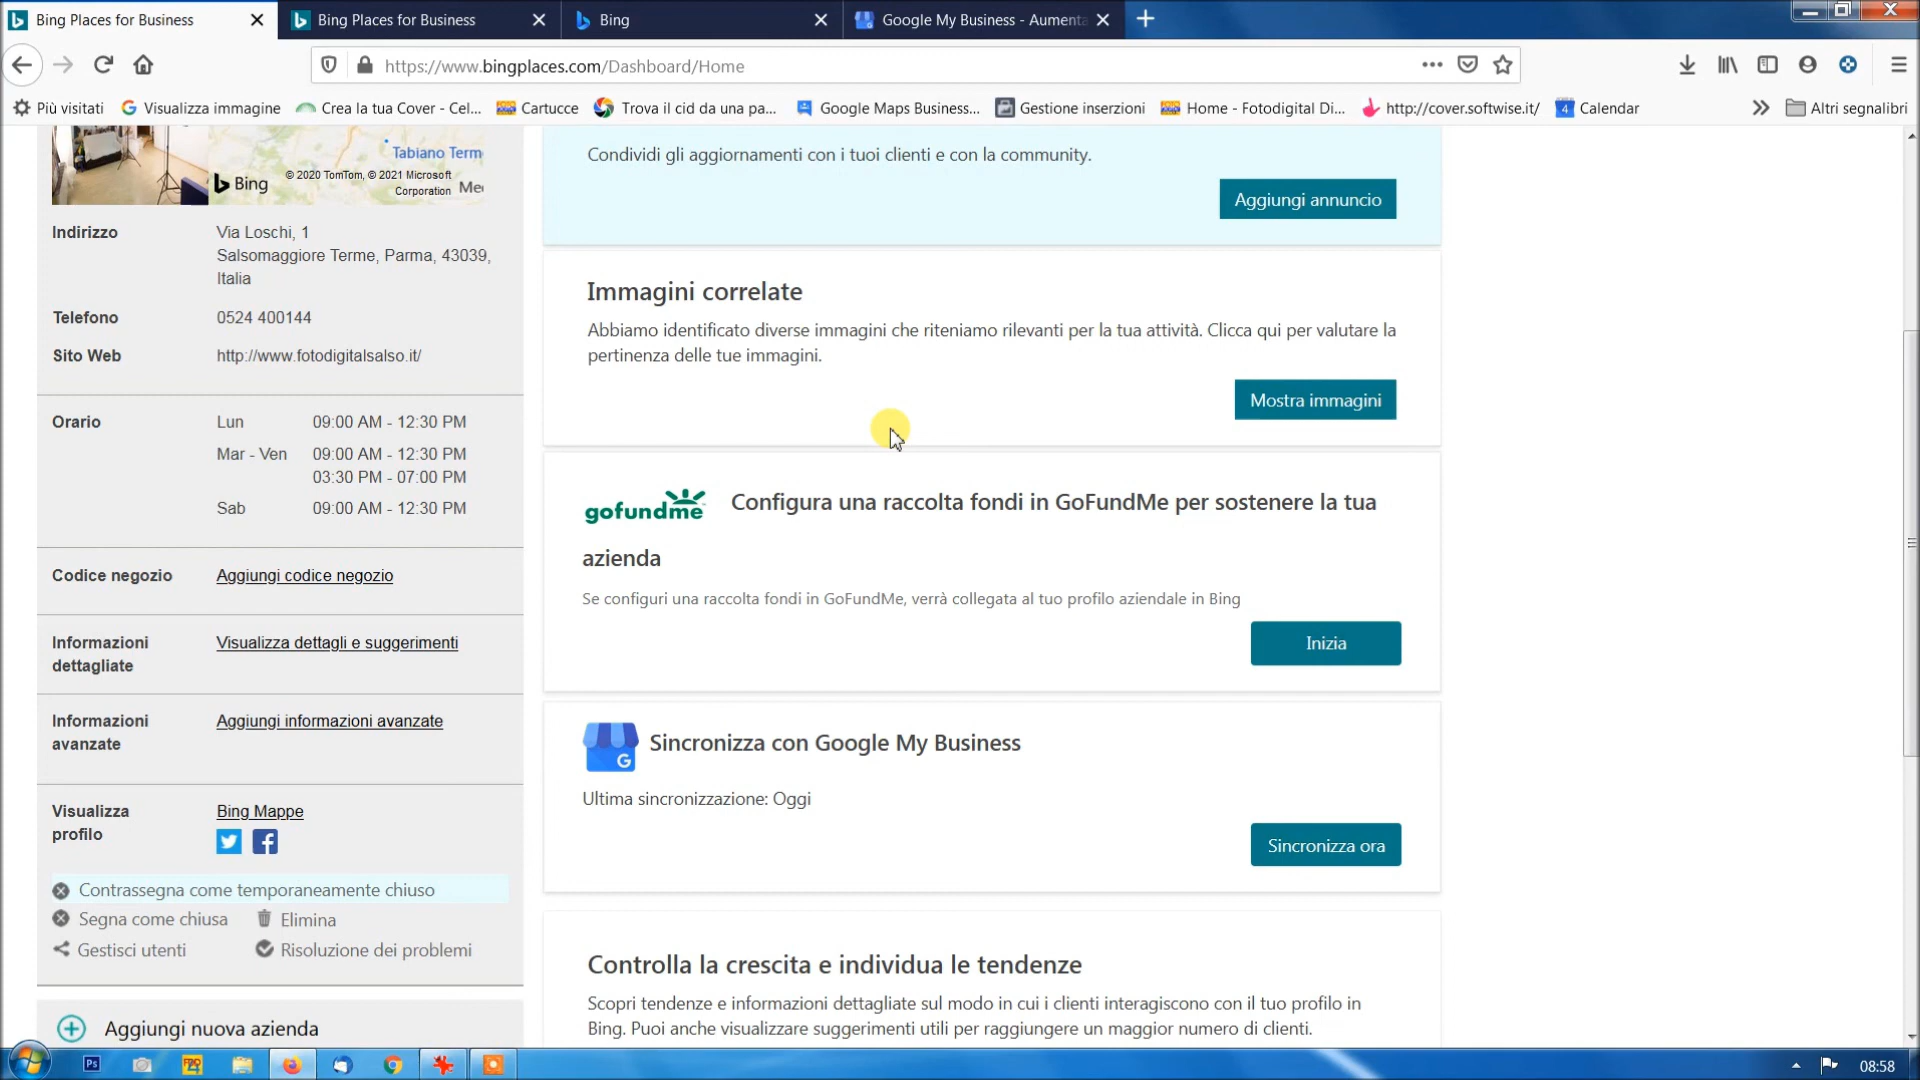 Bing Places for Business
Bing Places for Business
Bing
Google My Business - Aumenta
https://www.bingplaces.com/Dashboard/Home
Più visitati
Visualizza immagine
Crea la tua Cover - Cel...
Cartucce
Trova il cid da una pa...
Google Maps Business...
Gestione inserzioni
Home - Fotodigital Di...
http://cover.softwise.it/
4 Calendar
Altri segnalibri
Tabiano Term
Bing
© 2020 TomTom, © 2021 Microsoft
Corporation
Med
Indirizzo
Via Loschi, 1
Salsomaggiore Terme, Parma, 43039,
Italia
Telefono
0524 400144
Sito Web
http://www.fotodigitalsalso.it/
Orario
Lun 09:00 AM - 12:30 PM
Mar - Ven 09:00 AM - 12:30 PM
03:30 PM - 07:00 PM
Sab 09:00 AM - 12:30 PM
Codice negozio
Aggiungi codice negozio
Informazioni
dettagliate
Visualizza dettagli e suggerimenti
Informazioni
avanzate
Aggiungi informazioni avanzate
Visualizza
profilo
Bing Mappe
Contrassegna come temporaneamente chiuso
Segna come chiusa
Elimina
Gestisci utenti
Risoluzione dei problemi
Aggiungi nuova azienda
Condividi gli aggiornamenti con i tuoi clienti e con la community.
Aggiungi annuncio
Immagini correlate
Abbiamo identificato diverse immagini che riteniamo rilevanti per la tua attività. Clicca qui per valutare la
pertinenza delle tue immagini.
Mostra immagini
gofundme
Configura una raccolta fondi in GoFundMe per sostenere la tua
azienda
Se configuri una raccolta fondi in GoFundMe, verrà collegata al tuo profilo aziendale in Bing
Inizia
G
Sincronizza con Google My Business
Ultima sincronizzazione: Oggi
Sincronizza ora
Controlla la crescita e individua le tendenze
Scopri tendenze e informazioni dettagliate sul modo in cui i clienti interagiscono con il tuo profilo in
Bing. Puoi anche visualizzare suggerimenti utili per raggiungere un maggior numero di clienti.
Ps
08:58